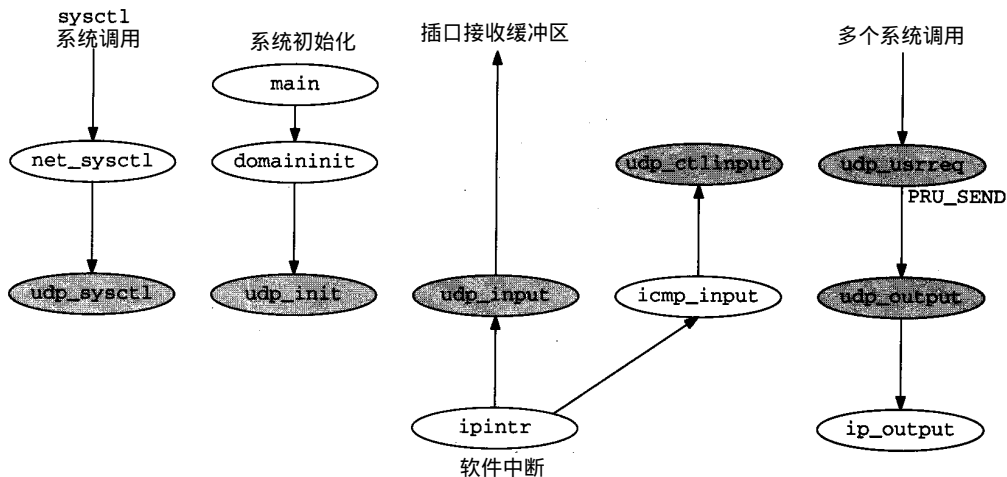 sysctl
系统调用
系统初始化
插口接收缓冲区
多个系统调用
main
net_sysctl
domaininit
udp_ctlinput
udp_usrreq
PRU_SEND
udp_sysctl
udp_init
udp_input
icmp_input
udp_output
ipintr
ip_output
软件中断